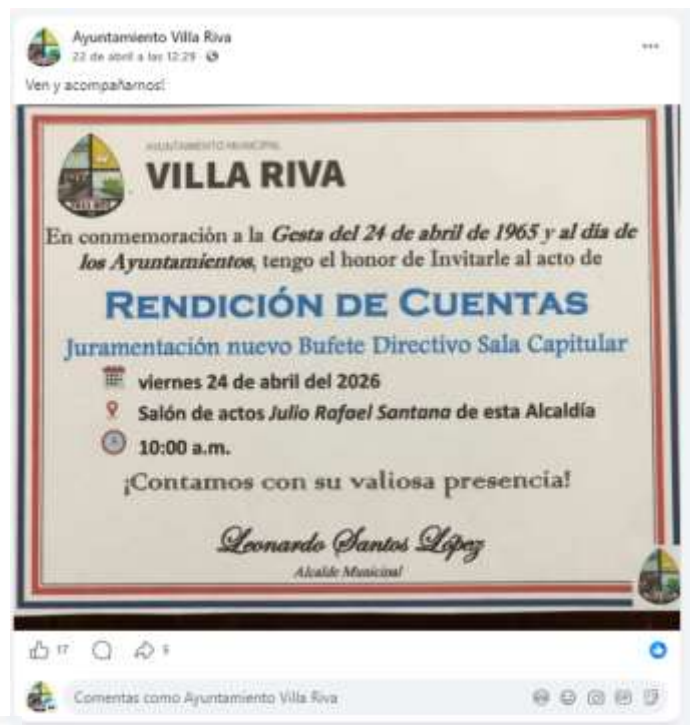 Ayuntamiento Villa Riva
22 de abril a las 12:29
Ven y acompañarnos!
AYUNTAMIENTO MUNICIPAL
VILLA RIVA
En conmemoración a la Gesta del 24 de abril de 1965 y al día de
los Ayuntamientos, tengo el honor de Invitarle al acto de
RENDICIÓN DE CUENTAS
Juramentación nuevo Bufete Directivo Sala Capitular
viernes 24 de abril del 2026
Salón de actos Julio Rafael Santana de esta Alcaldía
10:00 a.m.
¡Contamos con su valiosa presencia!
Leonardo Santos López
Alcalde Municipal
17
5
Comentas como Ayuntamiento Villa Riva